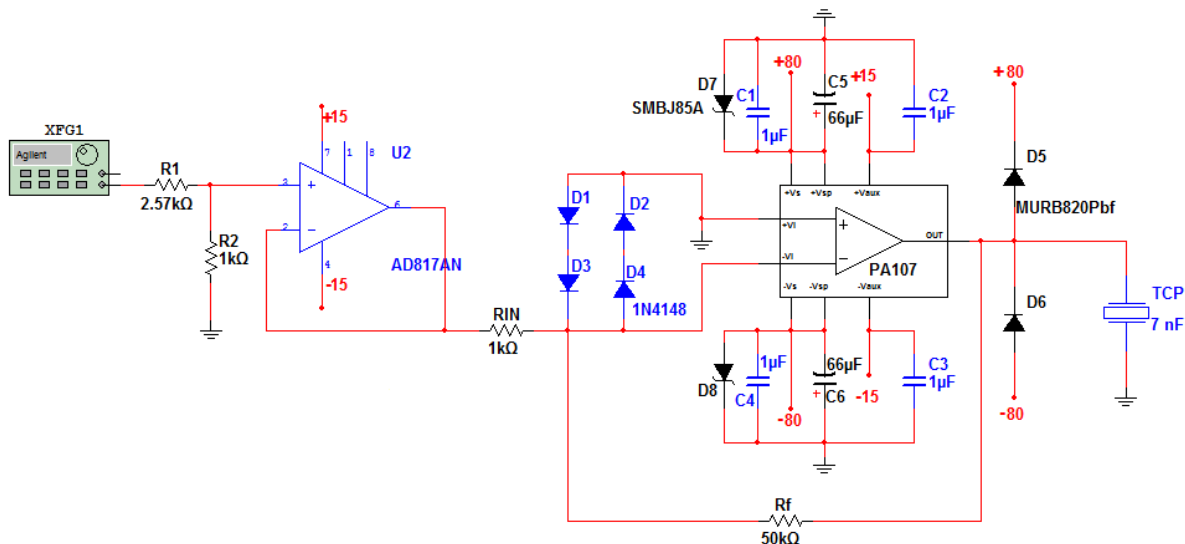 XFG1
Agilent
R1
2.57kΩ
R2
1kΩ
+15
7
1
8
U2
3
2
6
4
-15
AD817AN
RIN
1kΩ
D1
D2
D3
D4
1N4148
D7
SMBJ85A
C1
1µF
+80
C5
66µF
+
+15
C2
1µF
+Vs
+Vsp
+Vaux
+VI
-VI
OUT
PA107
-Vs
-Vsp
-Vaux
D8
1µF
C4
-80
66µF
+
C6
-15
C3
1µF
+80
D5
MURB820Pbf
D6
-80
TCP
7 nF
Rf
50kΩ